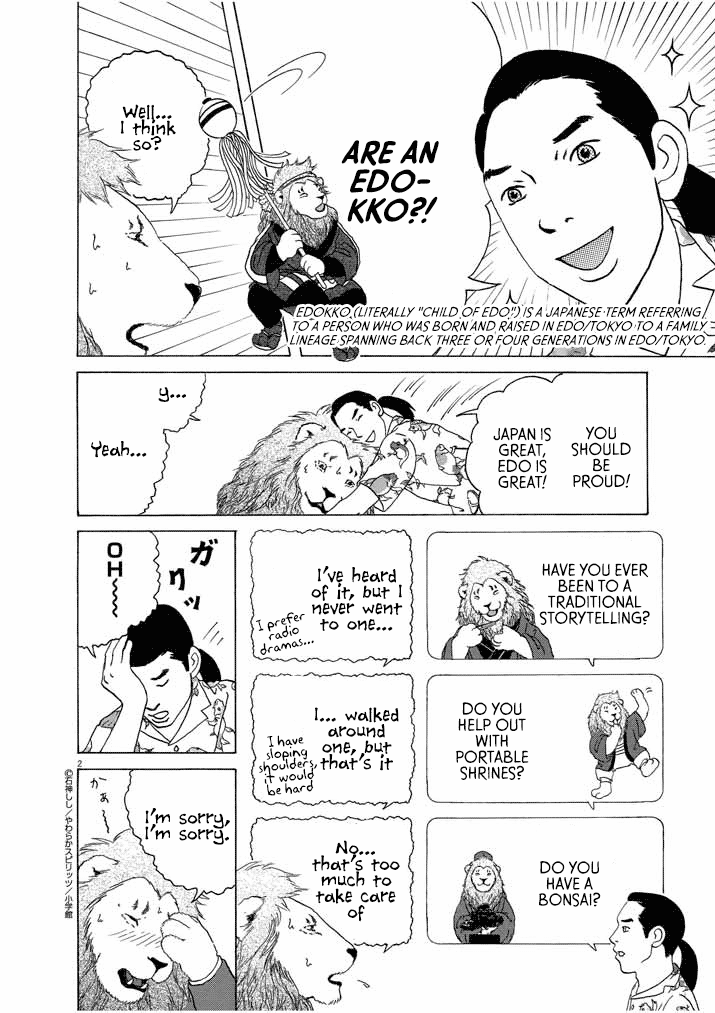 ARE AN
EDO-
KKO?!
Well...
I think
so?
EDOKKO (LITERALLY "CHILD OF EDO") IS A JAPANESE TERM REFERRING
TO A PERSON WHO WAS BORN AND RAISED IN EDO/TOKYO TO A FAMILY
LINEAGE SPANNING BACK THREE OR FOUR GENERATIONS IN EDO/TOKYO.
YOU
SHOULD
BE
PROUD!
JAPAN IS
GREAT,
EDO IS
GREAT!
y...
Yeah...
HAVE YOU EVER
BEEN TO A
TRADITIONAL
STORYTELLING?
I've heard
of it, but I
never went
to one...
I prefer
radio
dramas...
DO YOU
HELP OUT
WITH
PORTABLE
SHRINES?
I... walked
around
one, but
that's it
I have
sloping
shoulders,
it would
be hard
DO YOU
HAVE A
BONSAI?
No...
that's too
much to
take care
of
ガクッ
OH~
I'm sorry,
I'm sorry.
かぁ~
2
©石神しし/やわらかスピリッツ/小学館